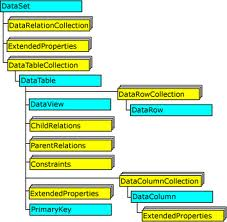 DataSet
DataRelationCollection
ExtendedProperties
DataTableCollection
DataTable
DataRowCollection
DataView
DataRow
ChildRelations
ParentRelations
Constraints
DataColumnCollection
ExtendedProperties
DataColumn
PrimaryKey
ExtendedProperties